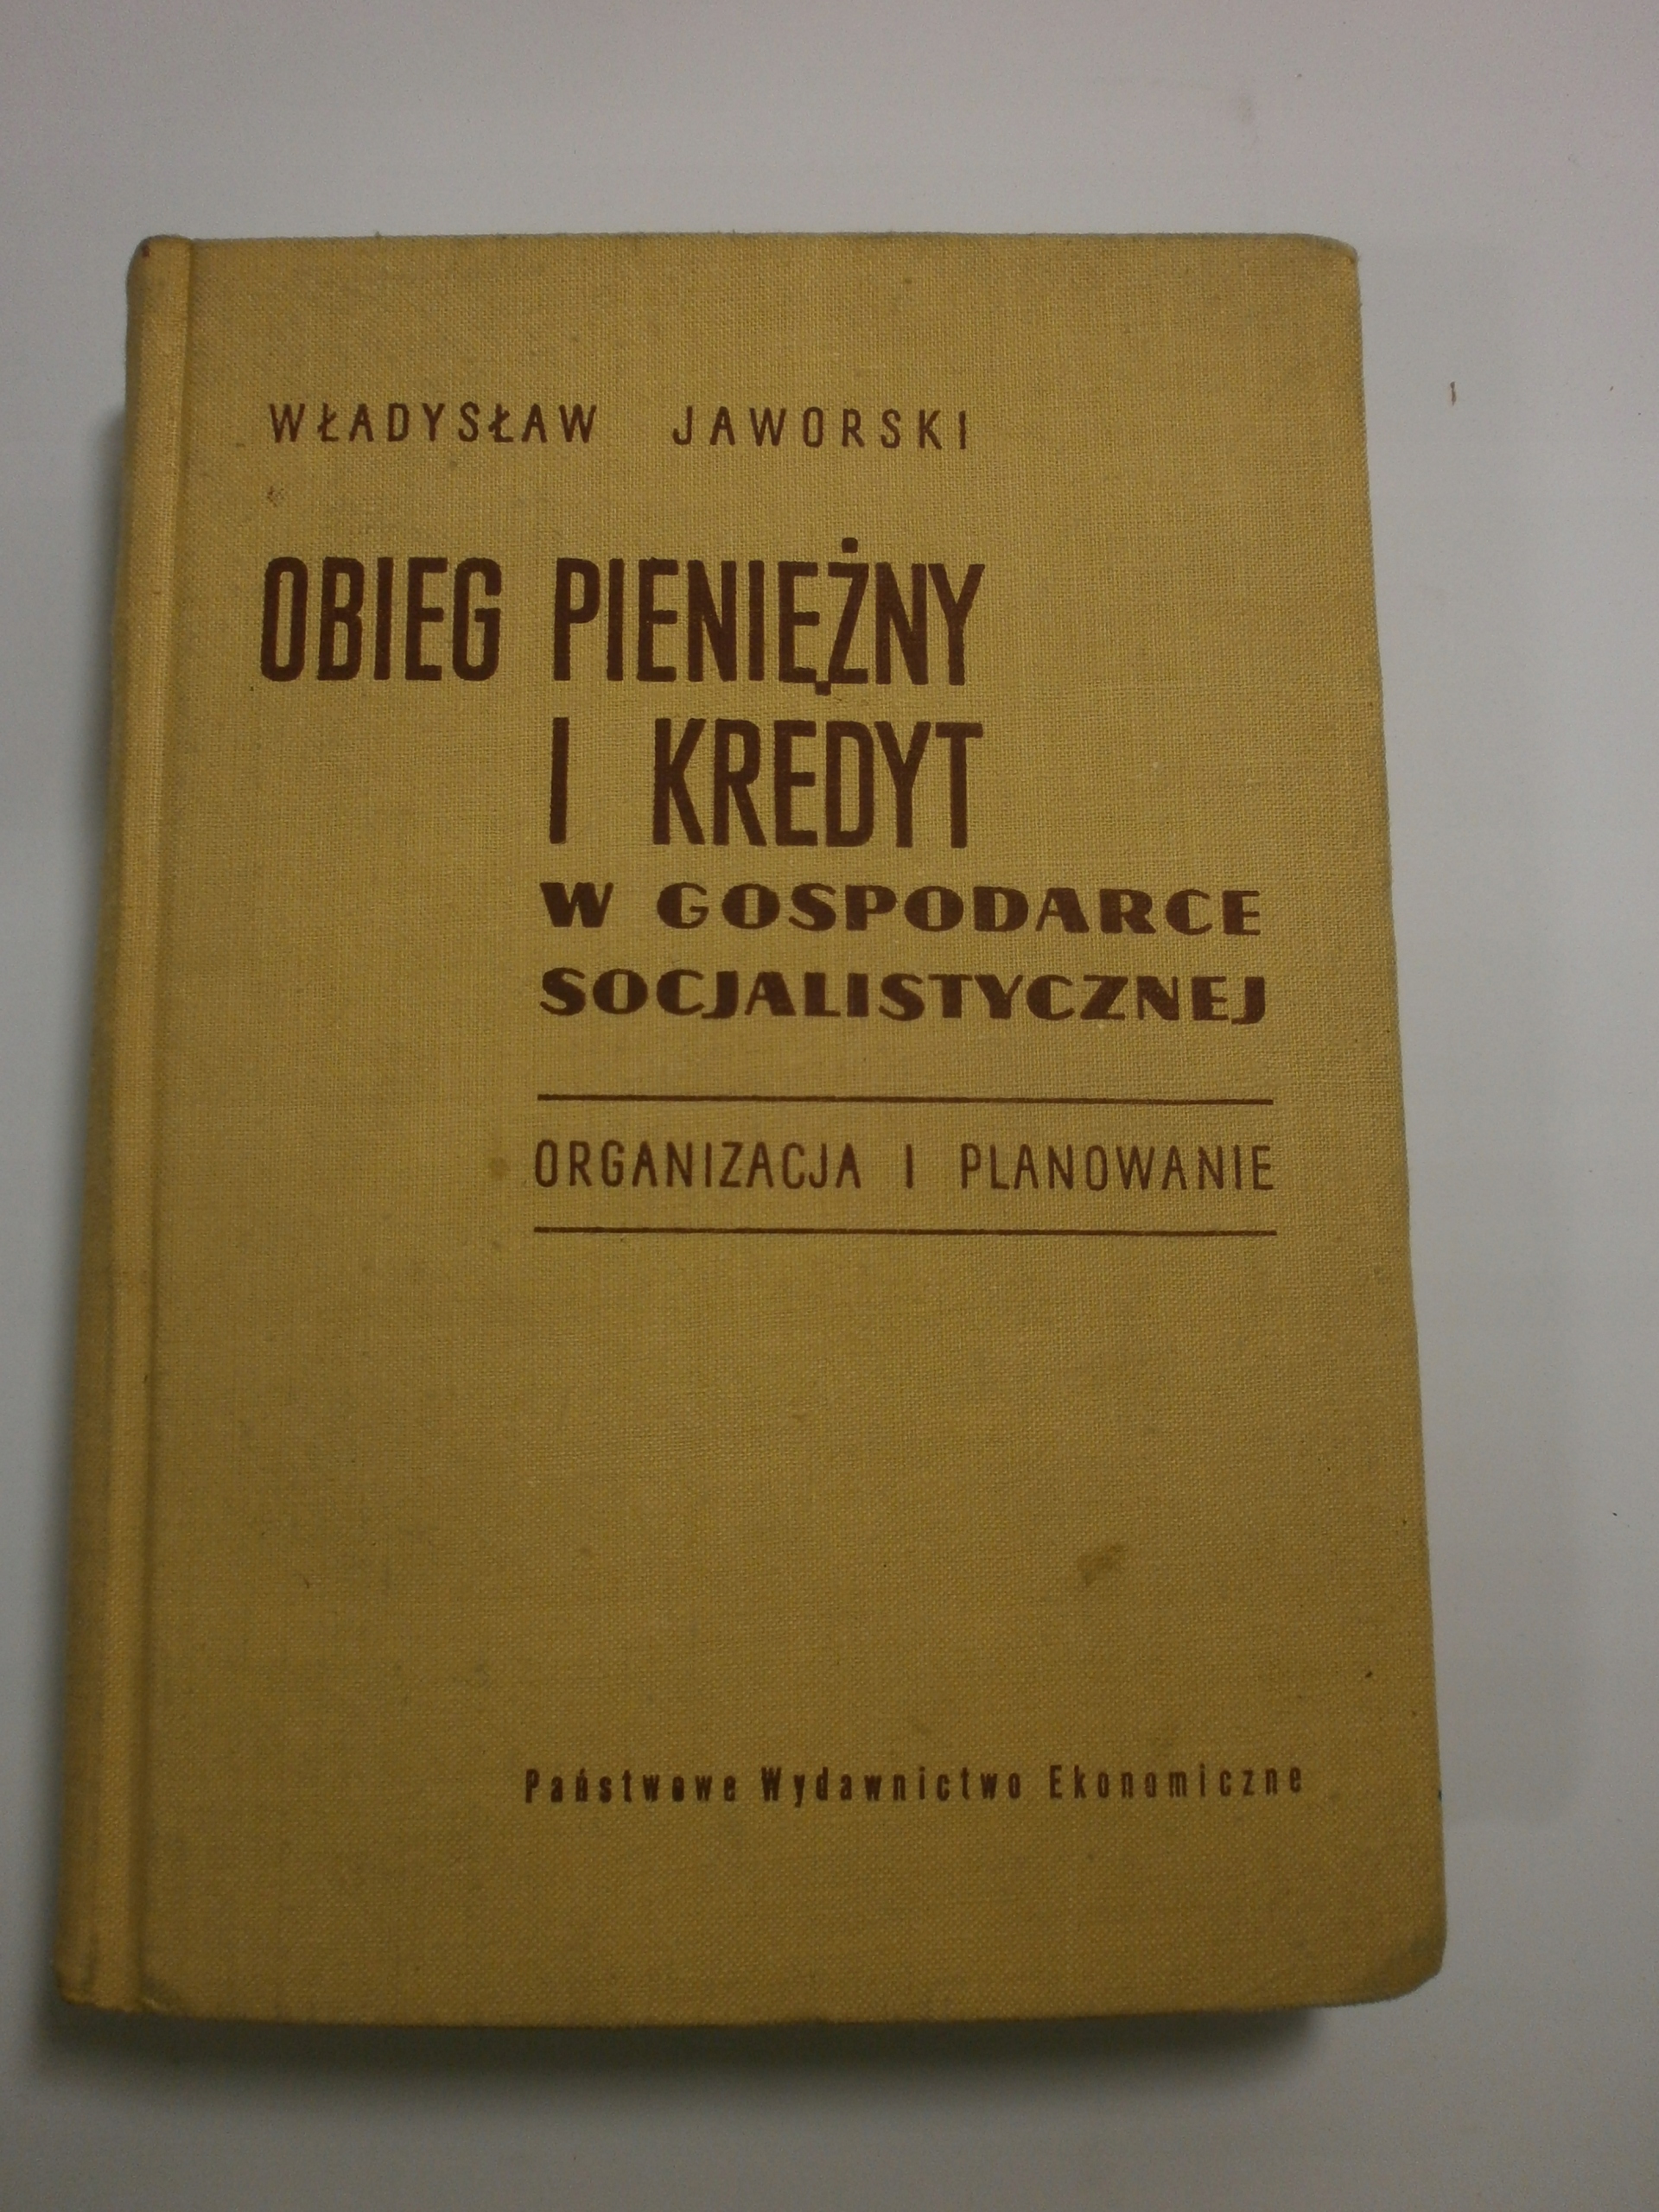 WŁADYSŁAW JAWORSKI
OBIEG PIENIĘŻNY
I KREDYT
W GOSPODARCE
SOCJALISTYCZNEJ
ORGANIZACJA I PLANOWANIE
Państwowe Wydawnictwo Ekonomiczne